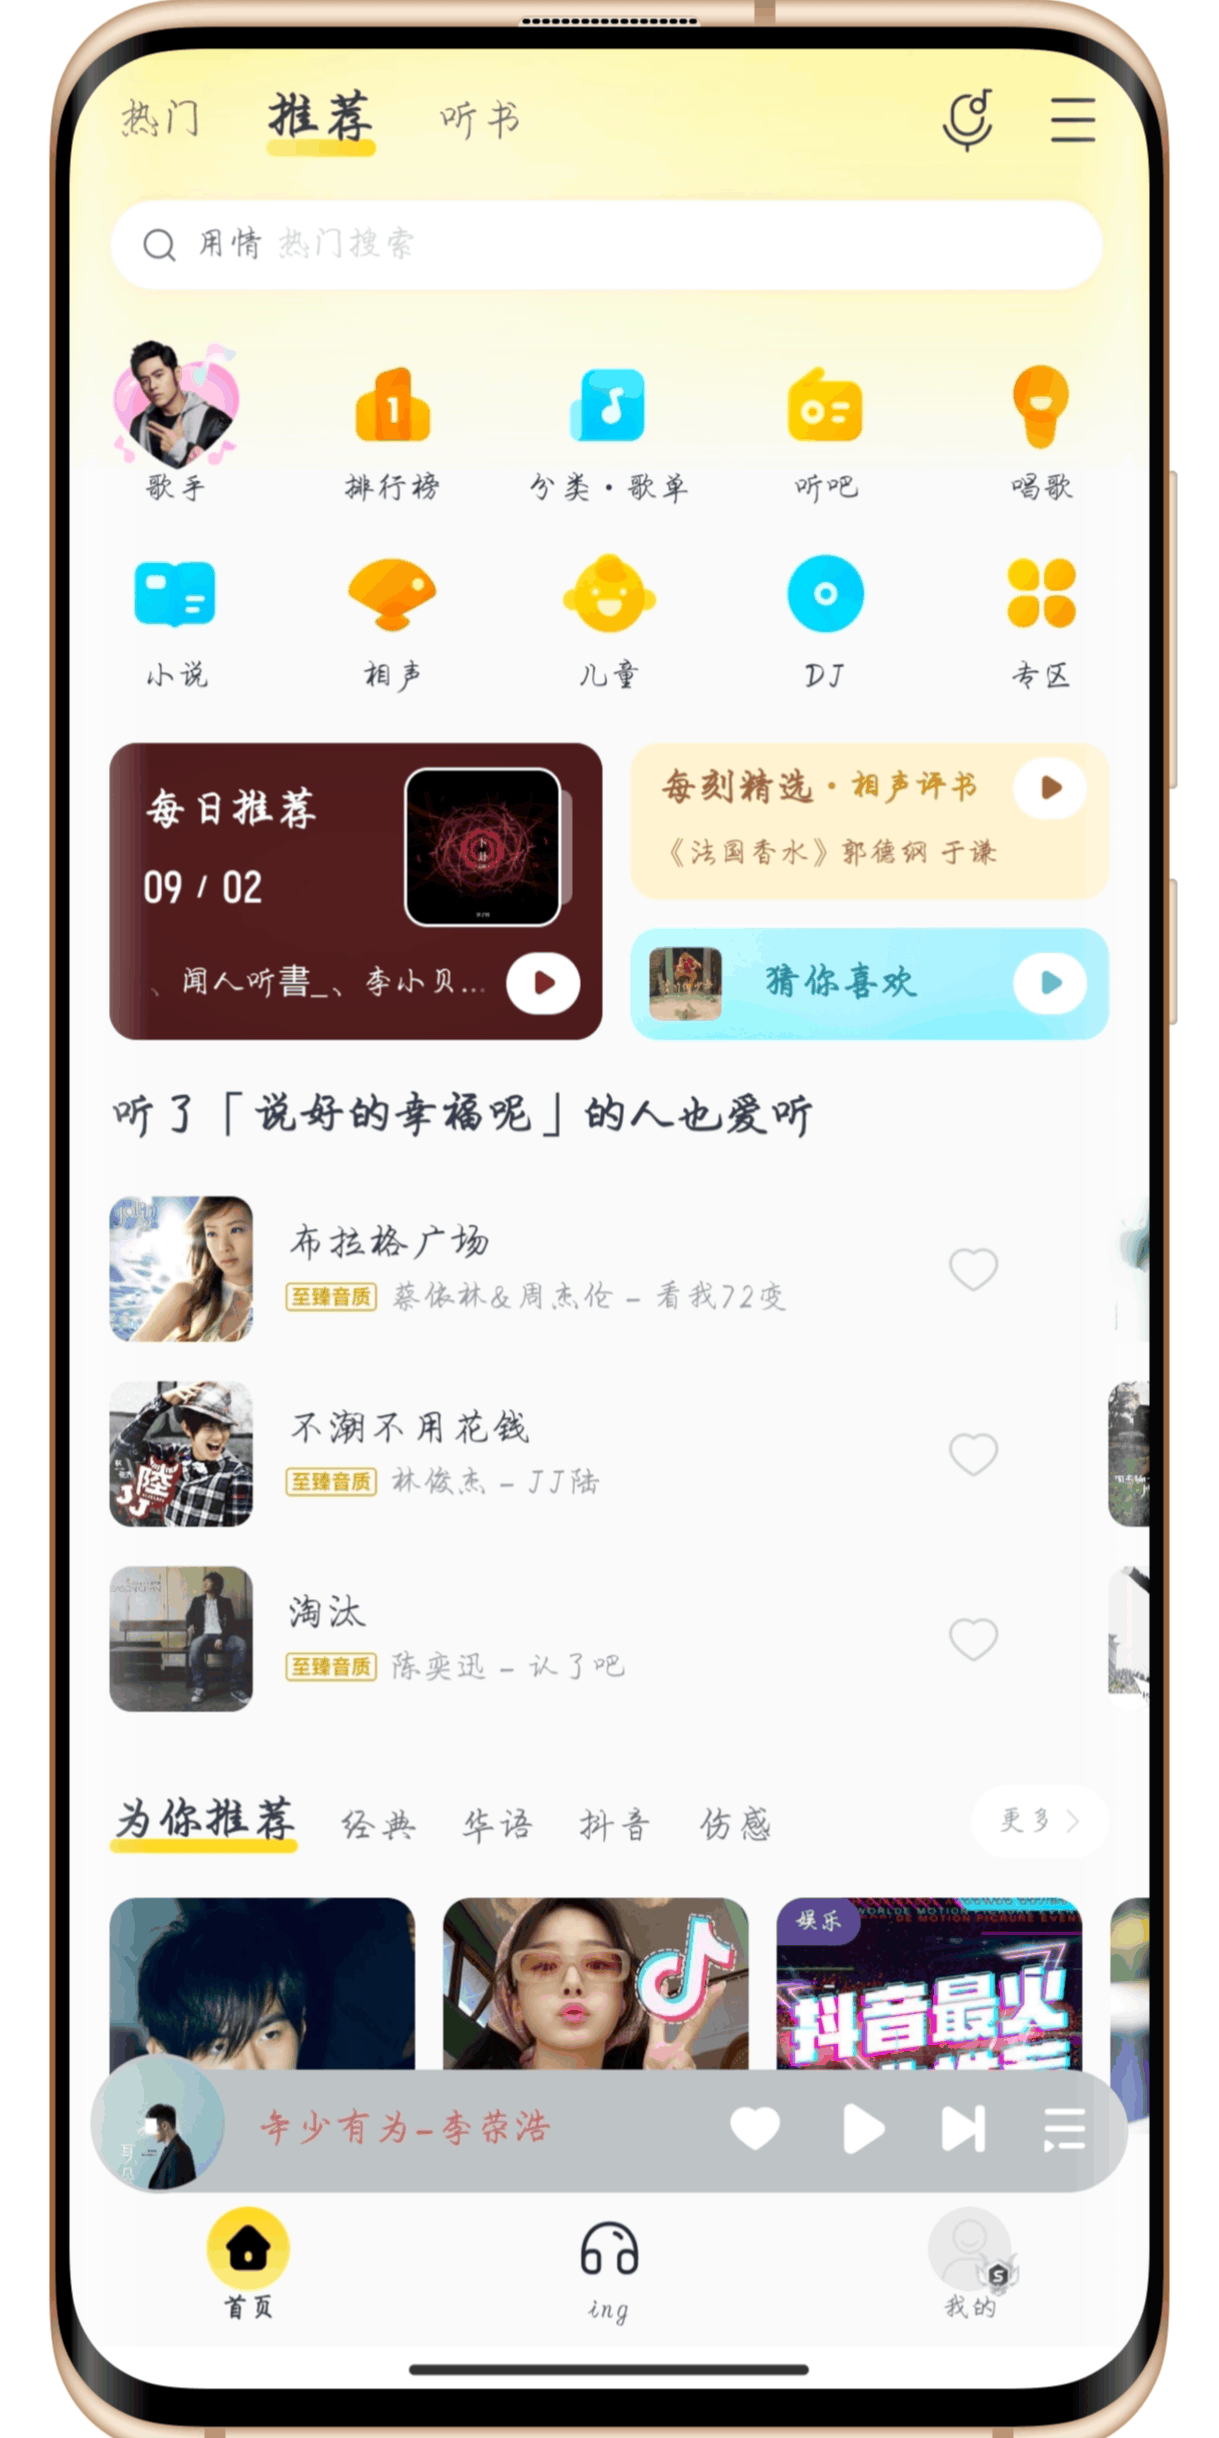 热门 推荐 听书
用情 热门搜索
歌手 排行榜 分类·歌单 听吧 唱歌
小说 相声 儿童 DJ 专区
每日推荐
09 / 02
、 闻人听書_、李小贝...
每刻精选·相声评书
《法国香水》郭德纲 于谦
猜你喜欢
听了「说好的幸福呢」的人也爱听
布拉格广场
至臻音质 蔡依林&周杰伦 - 看我72变
不潮不用花钱
至臻音质 林俊杰 - JJ陆
淘汰
至臻音质 陈奕迅 - 认了吧
为你推荐 经典 华语 抖音 伤感 更多
娱乐
抖音最火
年少有为-李荣浩
首页 ing 我的